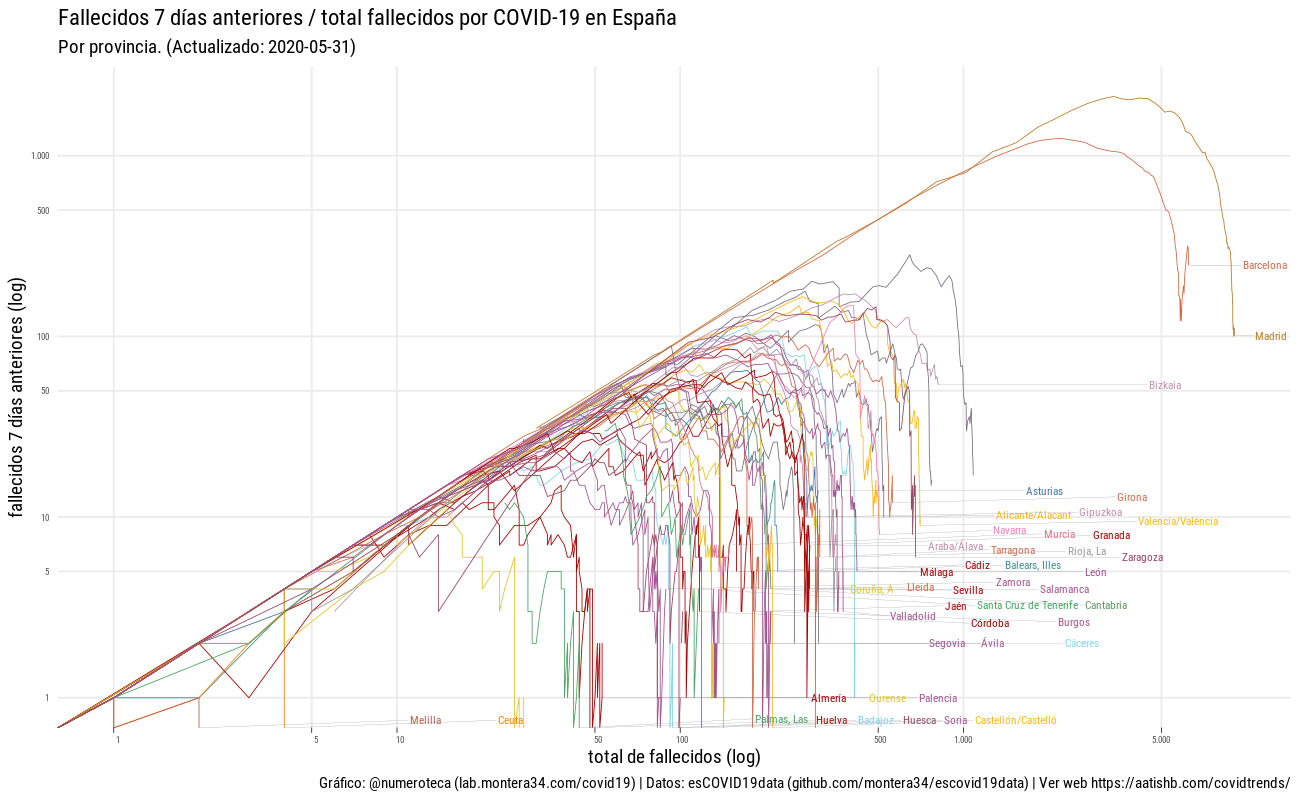 Fallecidos 7 días anteriores / total fallecidos por COVID-19 en España
Por provincia. (Actualizado: 2020-05-31)
fallecidos 7 días anteriores (log)
1.000
500
100
50
10
5
1
Barcelona
Madrid
Bizkaia
Asturias
Girona
Alicante/Alacant
Gipuzkoa
Valencia/València
Navarra
Murcia
Granada
Araba/Álava
Tarragona
Rioja, La
Zaragoza
Málaga
Cádiz
Balears, Illes
León
Coruña, A
Lleida
Sevilla
Zamora
Salamanca
Valladolid
Jaén
Santa Cruz de Tenerife
Cantabria
Córdoba
Burgos
Segovia
Ávila
Cáceres
Almería
Ourense
Palencia
Melilla
Ceuta
Palmas, Las
Huelva
Badajoz
Huesca
Soria
Castellón/Castelló
1
5
10
50
100
500
1.000
5.000
total de fallecidos (log)
Gráfico: @numeroteca (lab.montera34.com/covid19) | Datos: esCOVID19data (github.com/montera34/escovid19data) | Ver web https://aatishb.com/covidtrends/